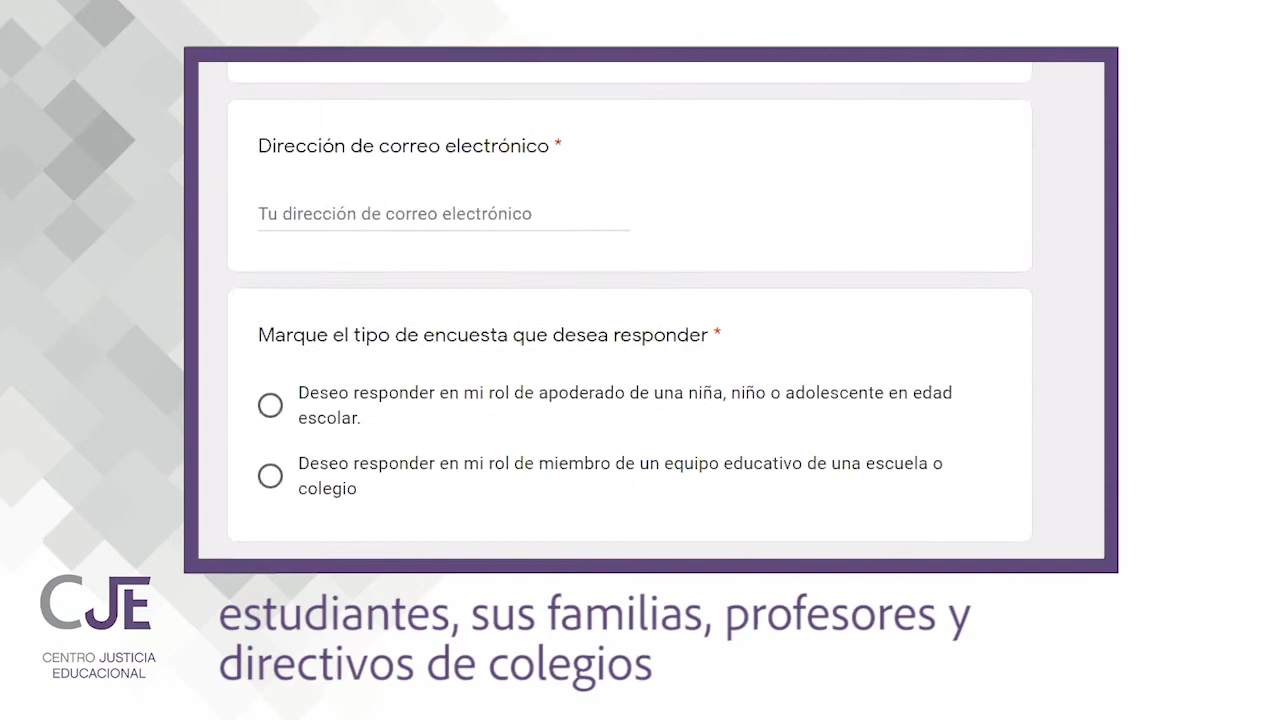 Dirección de correo electrónico *
Tu dirección de correo electrónico
Marque el tipo de encuesta que desea responder *
Deseo responder en mi rol de apoderado de una niña, niño o adolescente en edad
escolar.
Deseo responder en mi rol de miembro de un equipo educativo de una escuela o
colegio
CJE
CENTRO JUSTICIA
EDUCACIONAL
estudiantes, sus familias, profesores y
directivos de colegios